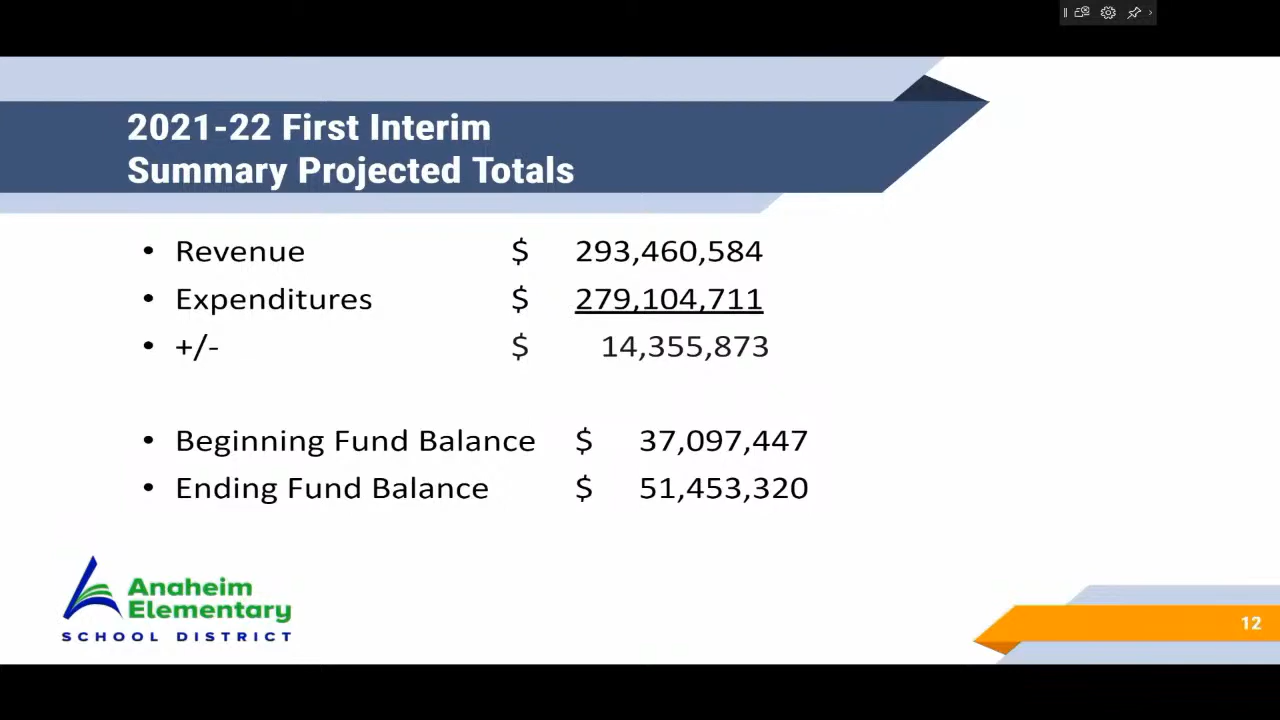 2021-22 First Interim
Summary Projected Totals
• Revenue $ 293,460,584
• Expenditures $ 279,104,711
• +/- $ 14,355,873
• Beginning Fund Balance $ 37,097,447
• Ending Fund Balance $ 51,453,320
Anaheim
Elementary
SCHOOL DISTRICT
12